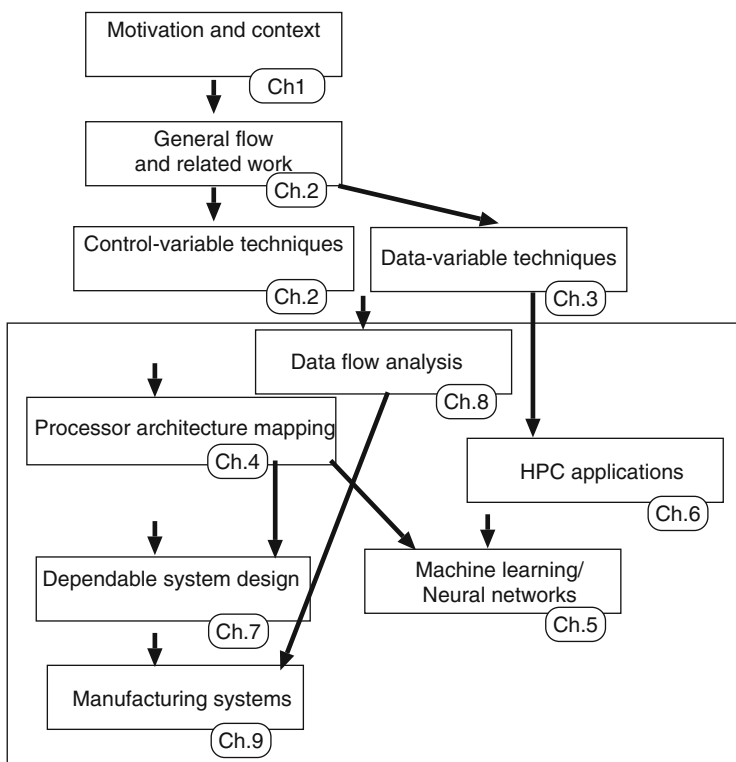 Motivation and context
Ch1
General flow
and related work
Ch.2
Control-variable techniques
Ch.2
Data-variable techniques
Ch.3
Data flow analysis
Ch.8
Processor architecture mapping
Ch.4
HPC applications
Ch.6
Dependable system design
Ch.7
Machine learning/
Neural networks
Ch.5
Manufacturing systems
Ch.9